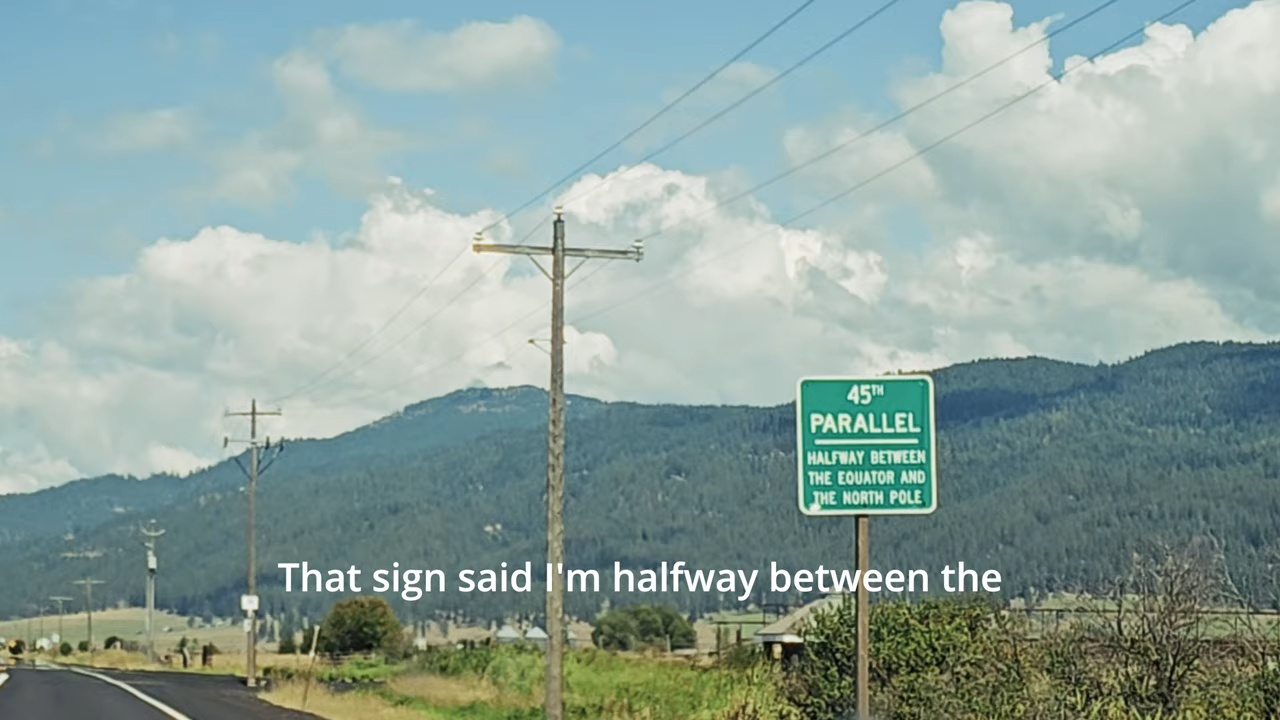 45TH
PARALLEL
HALFWAY BETWEEN
THE EQUATOR AND
THE NORTH POLE
That sign said I'm halfway between the